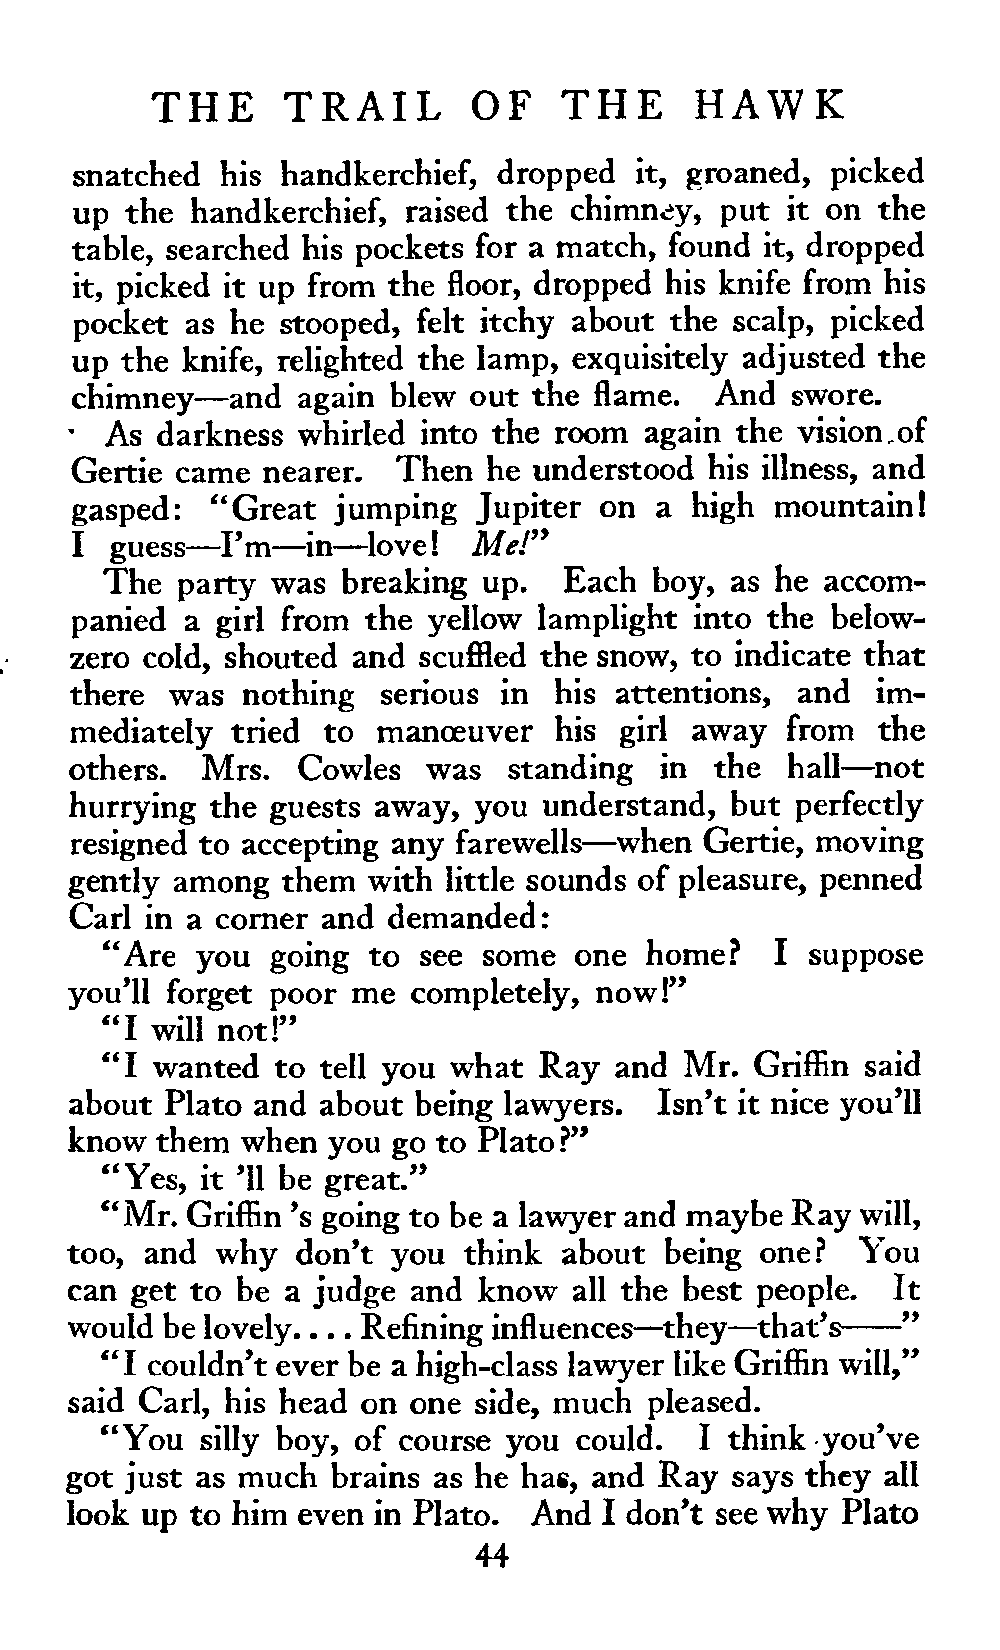 THE TRAIL OF THE HAWK
snatched his handkerchief, dropped it, groaned, picked
up the handkerchief, raised the chimney, put it on the
table, searched his pockets for a match, found it, dropped
it, picked it up from the floor, dropped his knife from his
pocket as he stooped, felt itchy about the scalp, picked
up the knife, relighted the lamp, exquisitely adjusted the
chimney—and again blew out the flame. And swore.
As darkness whirled into the room again the vision of
Gertie came nearer. Then he understood his illness, and
gasped: "Great jumping Jupiter on a high mountain!
I guess—I'm—in—love! Me!"
The party was breaking up. Each boy, as he accom-
panied a girl from the yellow lamplight into the below-
zero cold, shouted and scuffled the snow, to indicate that
there was nothing serious in his attentions, and im-
mediately tried to manœuver his girl away from the
others. Mrs. Cowles was standing in the hall—not
hurrying the guests away, you understand, but perfectly
resigned to accepting any farewells—when Gertie, moving
gently among them with little sounds of pleasure, penned
Carl in a corner and demanded:
"Are you going to see some one home? I suppose
you'll forget poor me completely, now!"
"I will not!"
"I wanted to tell you what Ray and Mr. Griffin said
about Plato and about being lawyers. Isn't it nice you'll
know them when you go to Plato?"
"Yes, it 'll be great."
"Mr. Griffin 's going to be a lawyer and maybe Ray will,
too, and why don't you think about being one? You
can get to be a judge and know all the best people. It
would be lovely.... Refining influences—they—that's——"
"I couldn't ever be a high-class lawyer like Griffin will,"
said Carl, his head on one side, much pleased.
"You silly boy, of course you could. I think you've
got just as much brains as he has, and Ray says they all
look up to him even in Plato. And I don't see why Plato
44